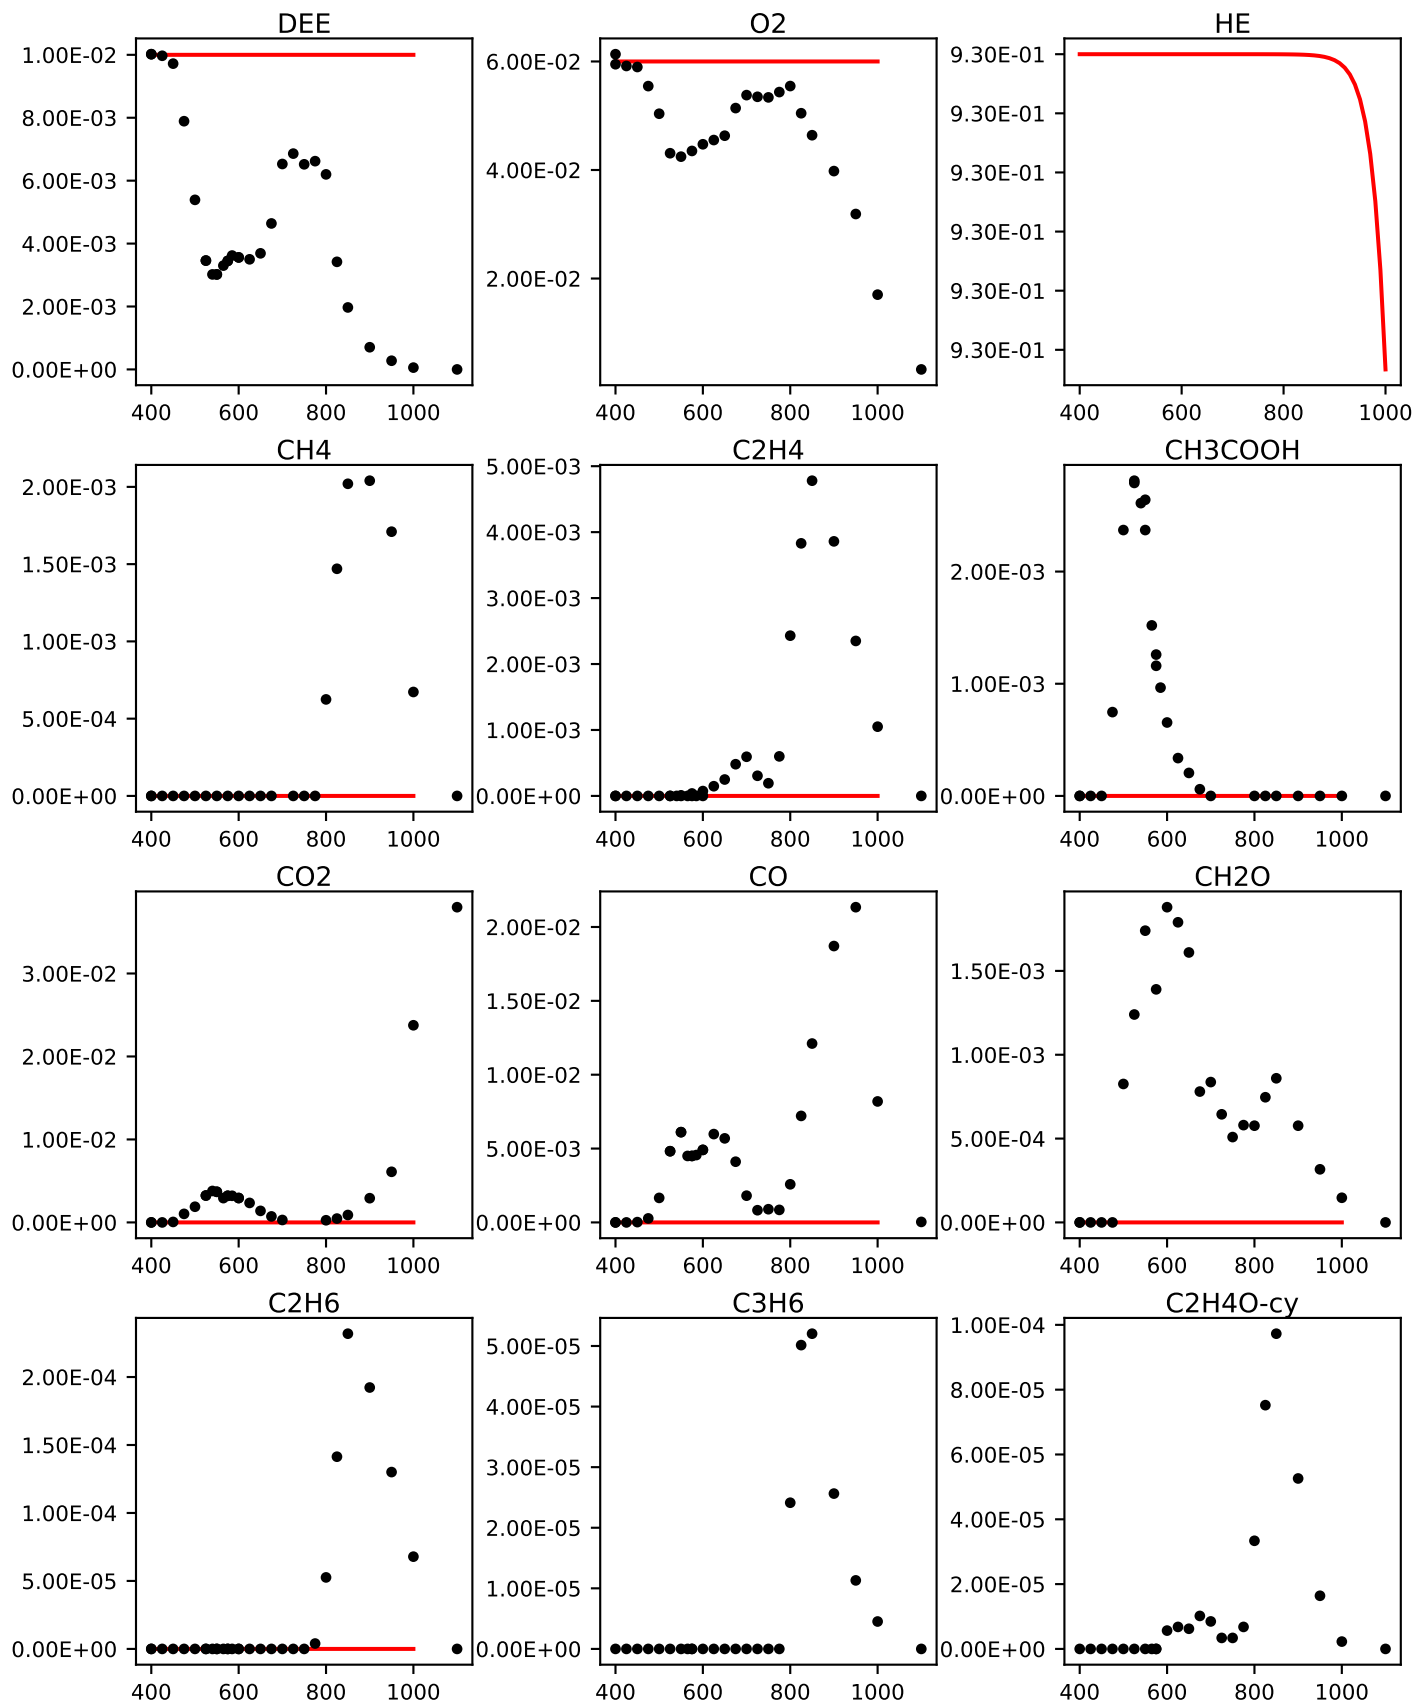 DEE
1.00E-02
8.00E-03
6.00E-03
4.00E-03
2.00E-03
0.00E+00
400 600 800 1000
O2
6.00E-02
4.00E-02
2.00E-02
400 600 800 1000
HE
9.30E-01
9.30E-01
9.30E-01
9.30E-01
9.30E-01
9.30E-01
400 600 800 1000
CH4
2.00E-03
1.50E-03
1.00E-03
5.00E-04
0.00E+00
400 600 800 1000
C2H4
5.00E-03
4.00E-03
3.00E-03
2.00E-03
1.00E-03
0.00E+00
400 600 800 1000
CH3COOH
2.00E-03
1.00E-03
0.00E+00
400 600 800 1000
CO2
3.00E-02
2.00E-02
1.00E-02
0.00E+00
400 600 800 1000
CO
2.00E-02
1.50E-02
1.00E-02
5.00E-03
0.00E+00
400 600 800 1000
CH2O
1.50E-03
1.00E-03
5.00E-04
0.00E+00
400 600 800 1000
C2H6
2.00E-04
1.50E-04
1.00E-04
5.00E-05
0.00E+00
400 600 800 1000
C3H6
5.00E-05
4.00E-05
3.00E-05
2.00E-05
1.00E-05
0.00E+00
400 600 800 1000
C2H4O-cy
1.00E-04
8.00E-05
6.00E-05
4.00E-05
2.00E-05
0.00E+00
400 600 800 1000